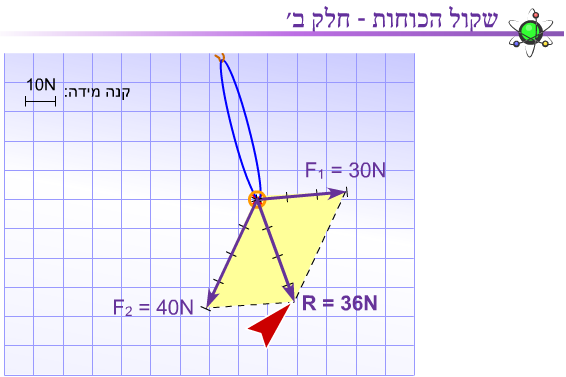 שקול הכוחות - חלק ב׳
קנה מידה: 10N
F₁ = 30N
F₂ = 40N
R = 36N